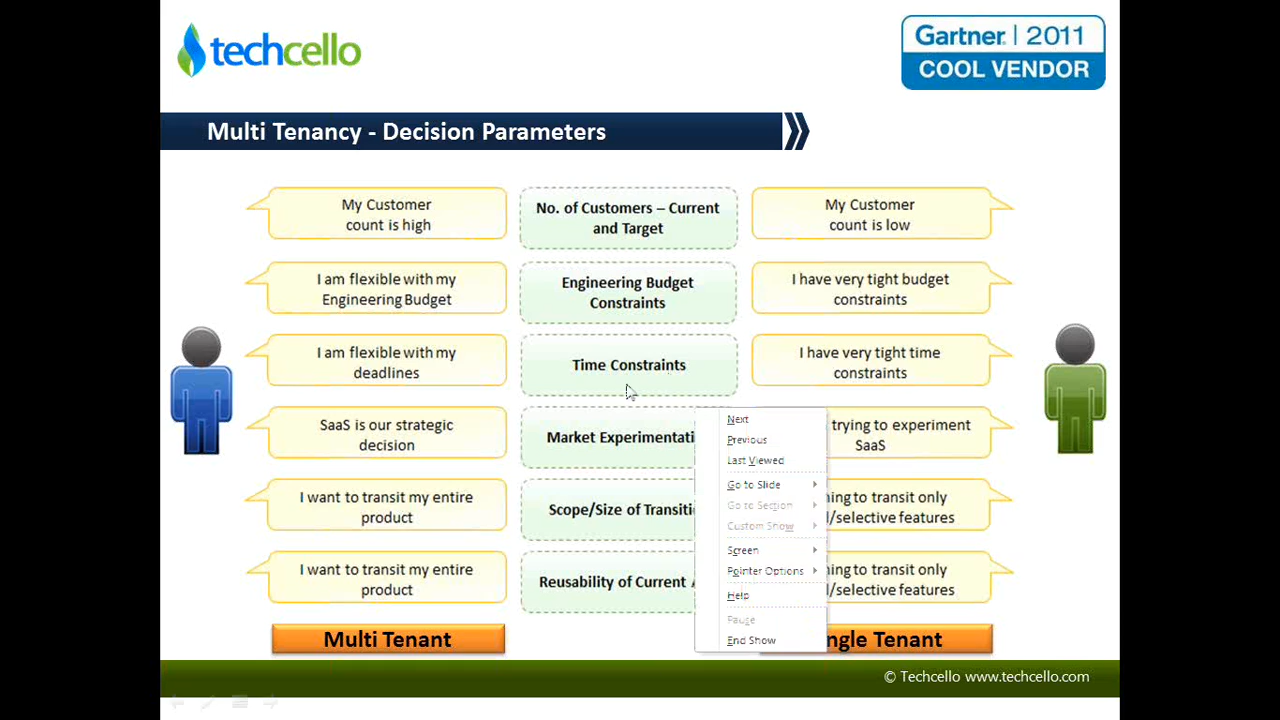 techcello
Gartner. | 2011
COOL VENDOR
Multi Tenancy - Decision Parameters
My Customer
count is high
No. of Customers – Current
and Target
My Customer
count is low
I am flexible with my
Engineering Budget
Engineering Budget
Constraints
I have very tight budget
constraints
I am flexible with my
deadlines
Time Constraints
I have very tight time
constraints
SaaS is our strategic
decision
Market Experimentati
trying to experiment
SaaS
I want to transit my entire
product
Scope/Size of Transiti
ning to transit only
l/selective features
I want to transit my entire
product
Reusability of Current
ning to transit only
l/selective features
Next
Previous
Last Viewed
Go to Slide
Go to Section
Custom Show
Screen
Pointer Options
Help
Pause
End Show
Multi Tenant
ngle Tenant
© Techcello www.techcello.com